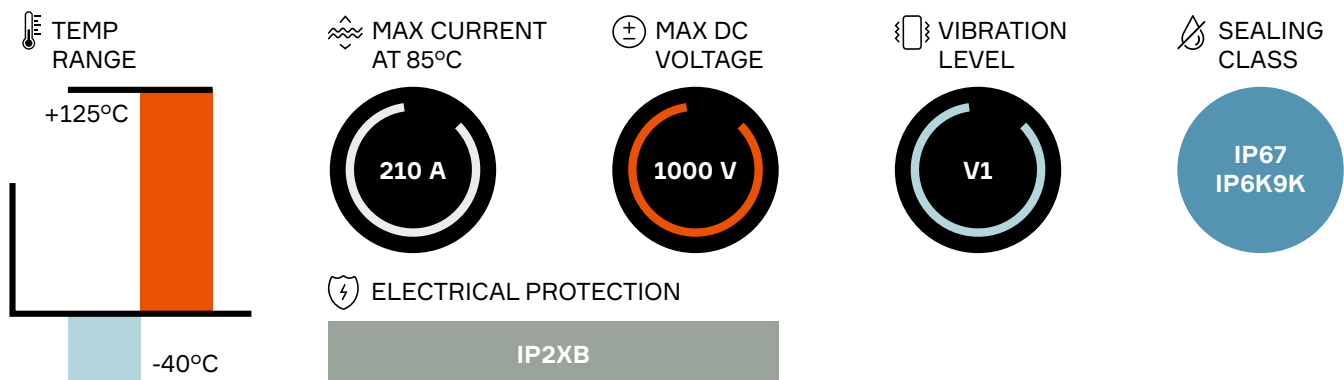 TEMP
RANGE
+125°C
-40°C
MAX CURRENT
AT 85°C
210 A
MAX DC
VOLTAGE
1000 V
VIBRATION
LEVEL
V1
SEALING
CLASS
IP67
IP6K9K
ELECTRICAL PROTECTION
IP2XB